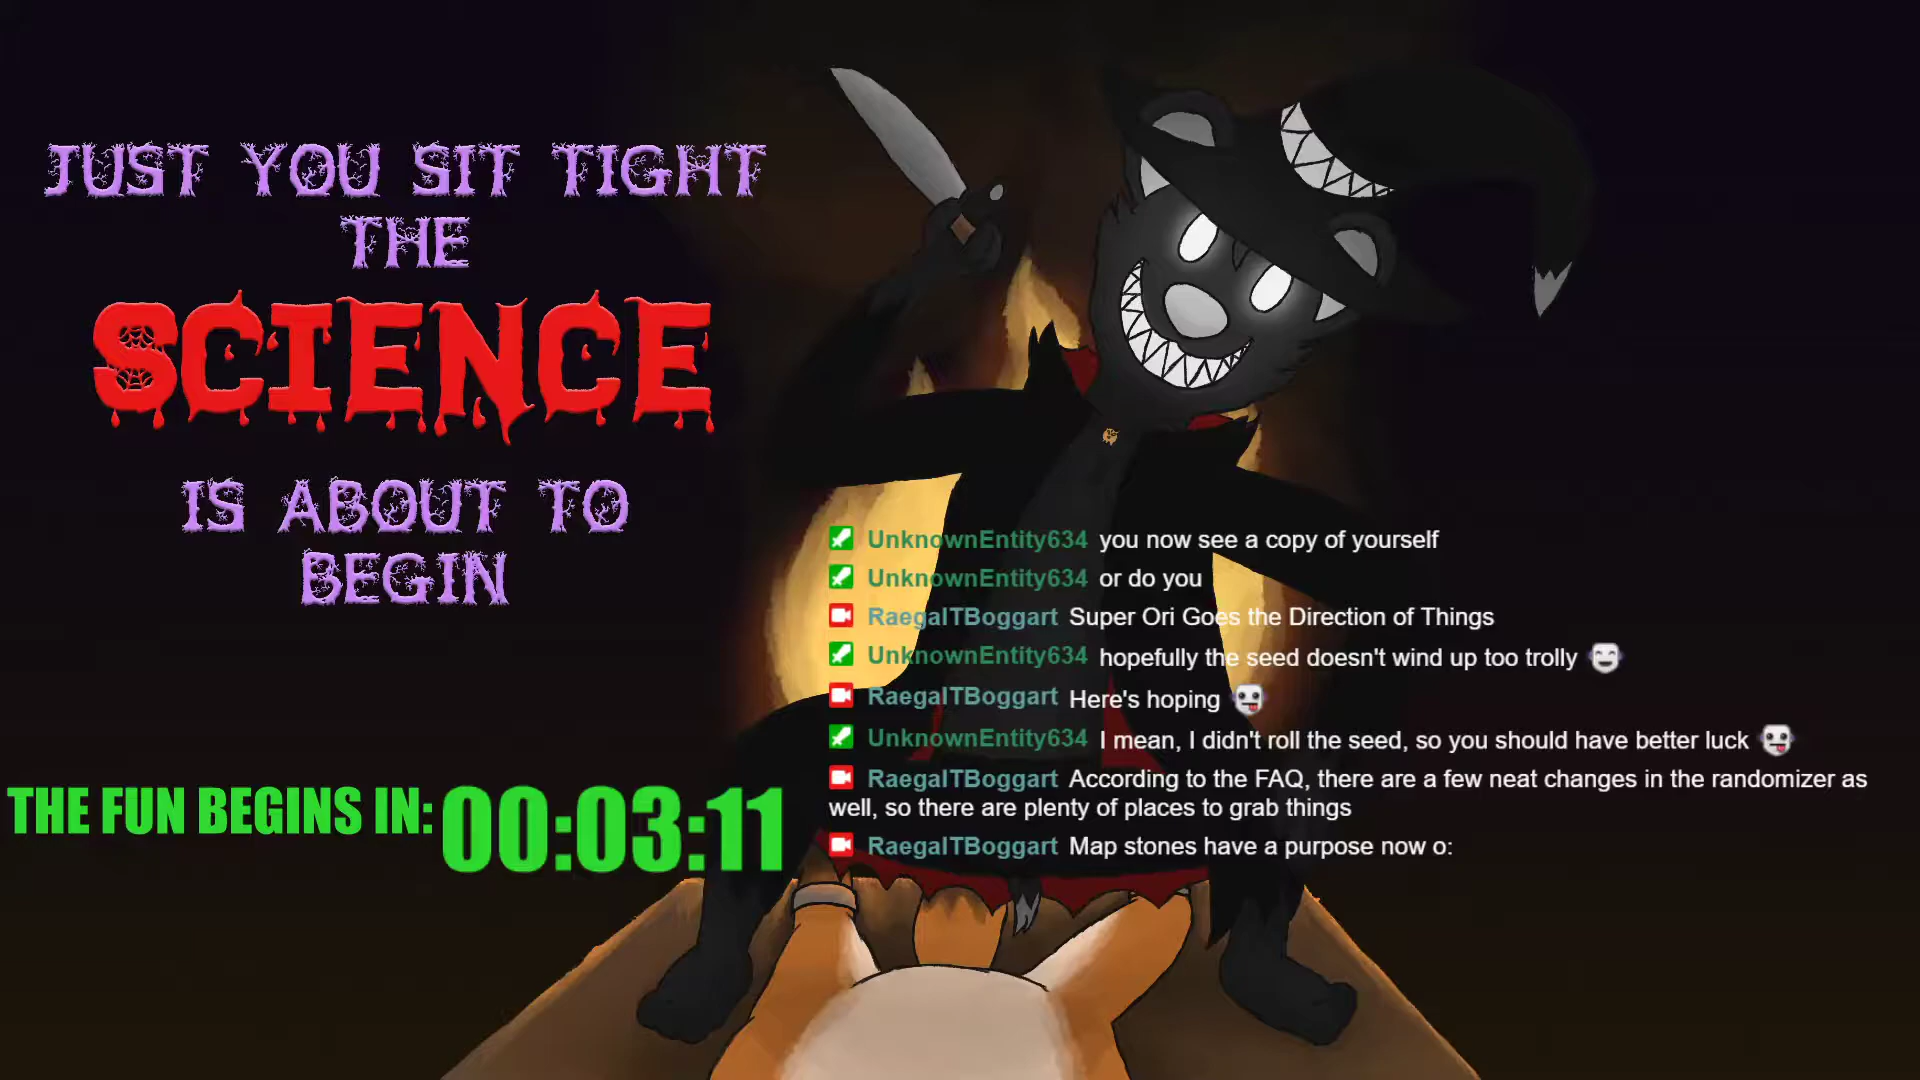 JUST YOU SIT TIGHT
THE
SCIENCE
IS ABOUT TO
BEGIN
THE FUN BEGINS IN: 00:03:11
UnknownEntity634 you now see a copy of yourself
UnknownEntity634 or do you
RaegalTBoggart Super Ori Goes the Direction of Things
UnknownEntity634 hopefully the seed doesn't wind up too trolly
RaegalTBoggart Here's hoping
UnknownEntity634 I mean, I didn't roll the seed, so you should have better luck
RaegalTBoggart According to the FAQ, there are a few neat changes in the randomizer as
well, so there are plenty of places to grab things
RaegalTBoggart Map stones have a purpose now o: